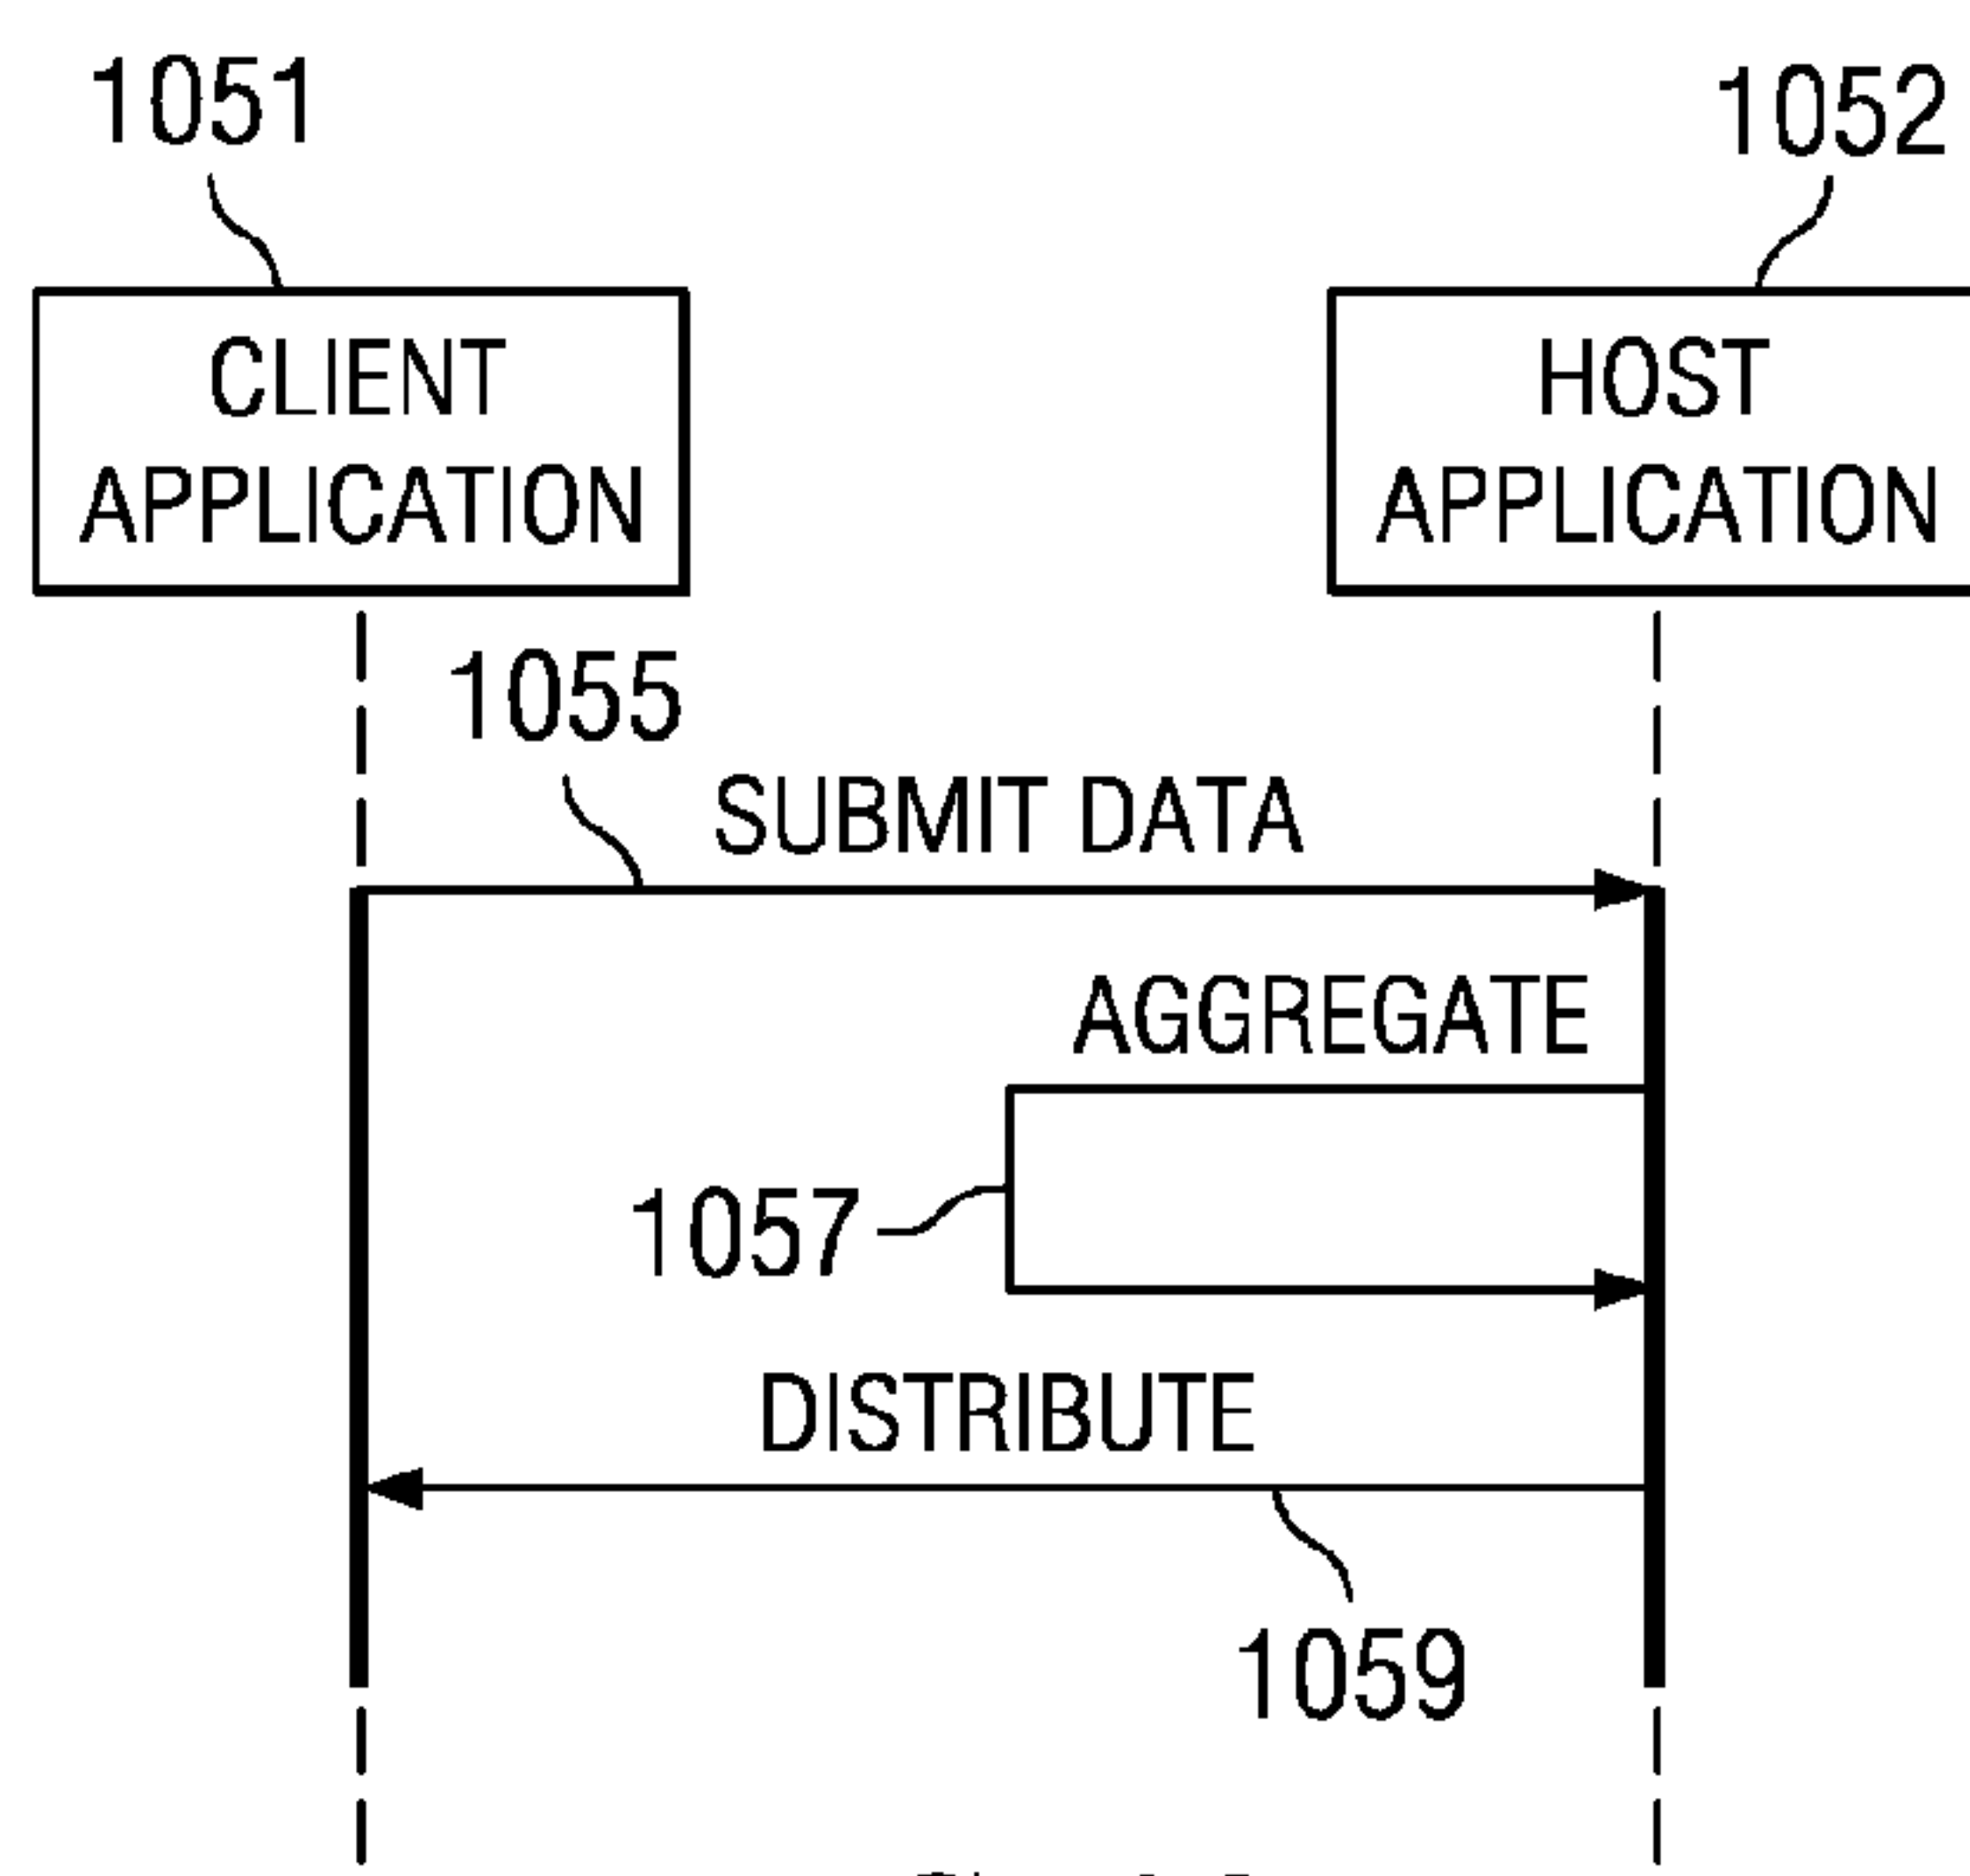 1051
1052
CLIENT
APPLICATION
HOST
APPLICATION
1055
SUBMIT DATA
AGGREGATE
1057
DISTRIBUTE
1059